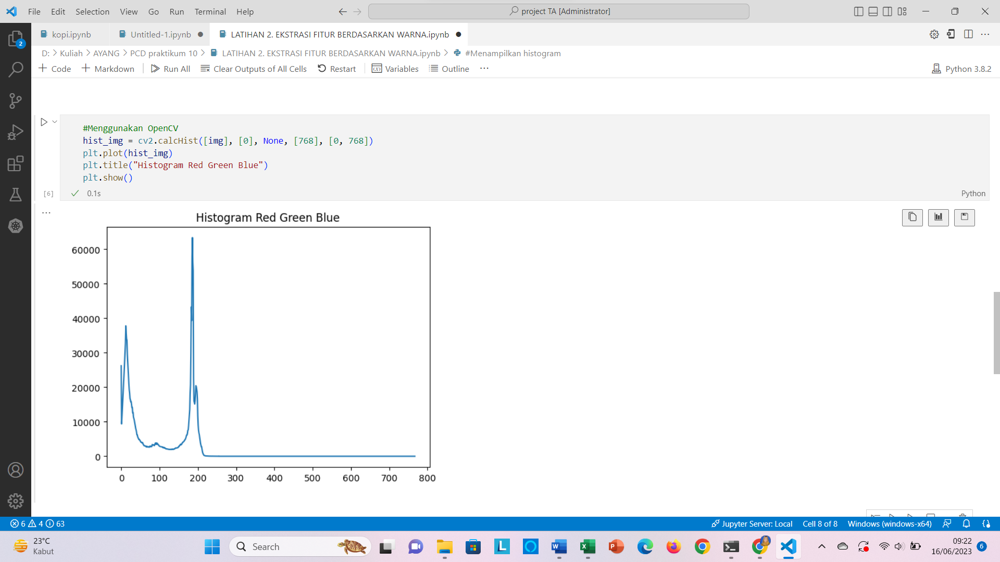 File Edit Selection View Go Run Terminal Help
project TA [Administrator]
kopi.ipynb
Untitled-1.ipynb
LATIHAN 2. EKSTRASI FITUR BERDASARKAN WARNA.ipynb
D: > Kuliah > AYANG > PCD praktikum 10 > LATIHAN 2. EKSTRASI FITUR BERDASARKAN WARNA.ipynb > #Menampilkan histogram
+ Code + Markdown Run All Clear Outputs of All Cells Restart Variables Outline ...
Python 3.8.2
2
#Menggunakan OpenCV
hist_img = cv2.calcHist([img], [0], None, [768], [0, 768])
plt.plot(hist_img)
plt.title("Histogram Red Green Blue")
plt.show()
[6] 0.1s
Python
...
Histogram Red Green Blue
60000
50000
40000
30000
20000
10000
0
0 100 200 300 400 500 600 700 800
6 4 63
Jupyter Server: Local Cell 8 of 8 Windows (windows-x64)
23°C
Kabut
Search
09:22
16/06/2023
6